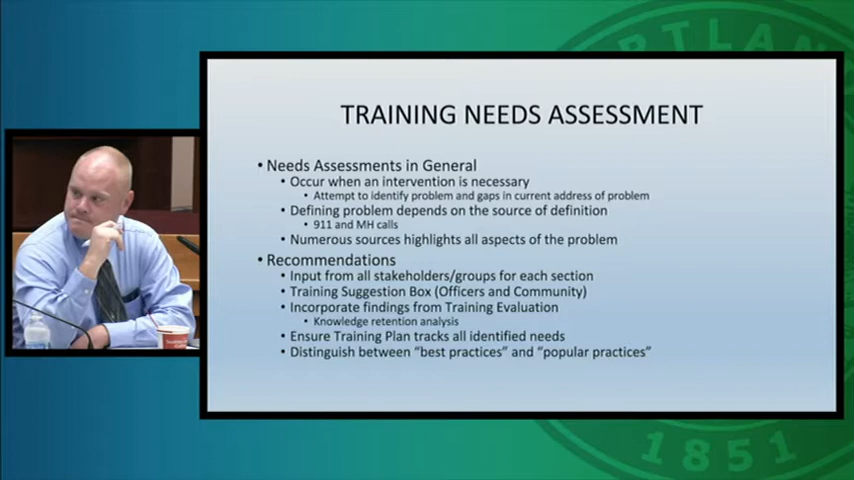 PORTLAND
TRAINING NEEDS ASSESSMENT
• Needs Assessments in General
• Occur when an intervention is necessary
• Attempt to identify problem and gaps in current address of problem
• Defining problem depends on the source of definition
• 911 and MH calls
• Numerous sources highlights all aspects of the problem
• Recommendations
• Input from all stakeholders/groups for each section
• Training Suggestion Box (Officers and Community)
• Incorporate findings from Training Evaluation
• Knowledge retention analysis
• Ensure Training Plan tracks all identified needs
• Distinguish between "best practices" and "popular practices"
1851